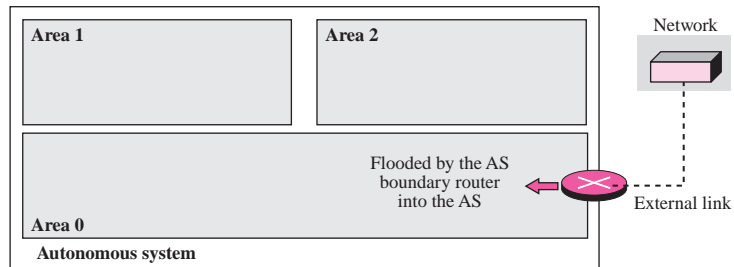 Area 1
Area 2
Network
Flooded by the AS
boundary router
into the AS
External link
Area 0
Autonomous system